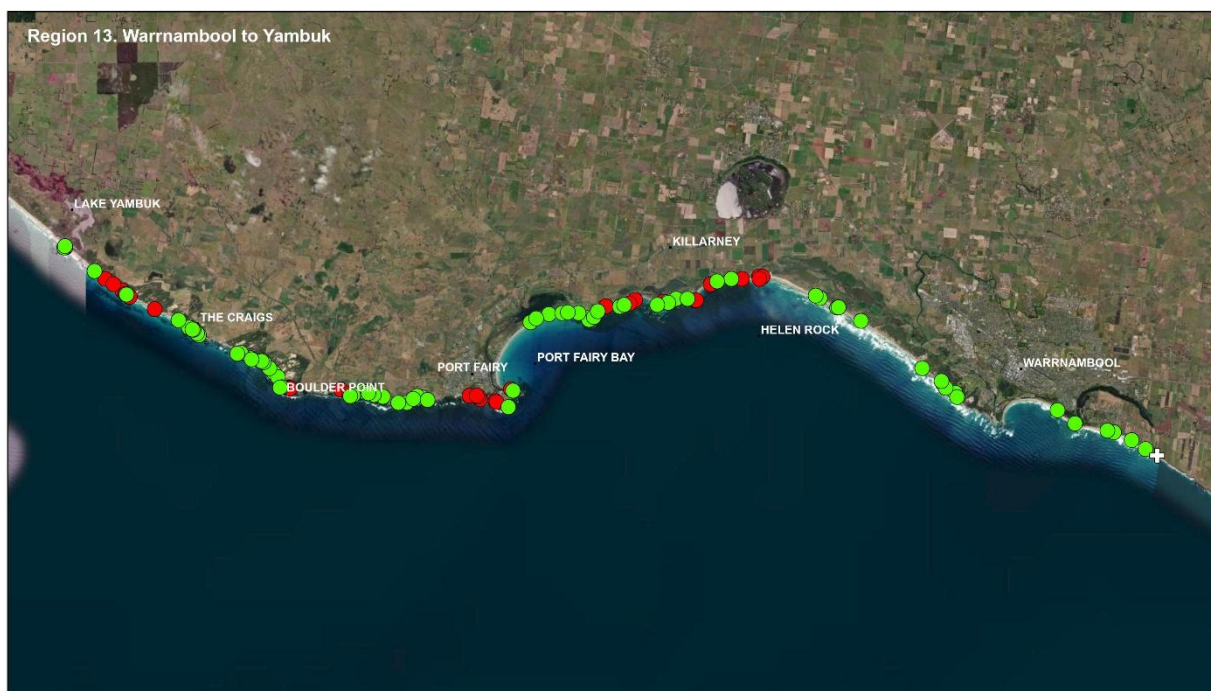 Region 13. Warrnambool to Yambuk
LAKE YAMBUK
KILLARNEY
THE CRAIGS
HELEN ROCK
PORT FAIRY BAY
PORT FAIRY
WARRNAMBOOL
BOULDER POINT